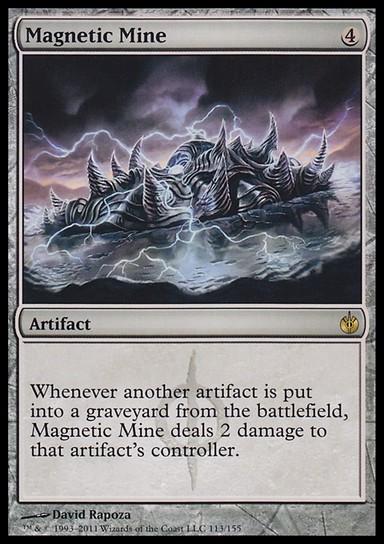 Magnetic Mine 4
Artifact
Whenever another artifact is put
into a graveyard from the battlefield,
Magnetic Mine deals 2 damage to
that artifact's controller.
David Rapoza
™ & © 1993–2011 Wizards of the Coast LLC 113/155